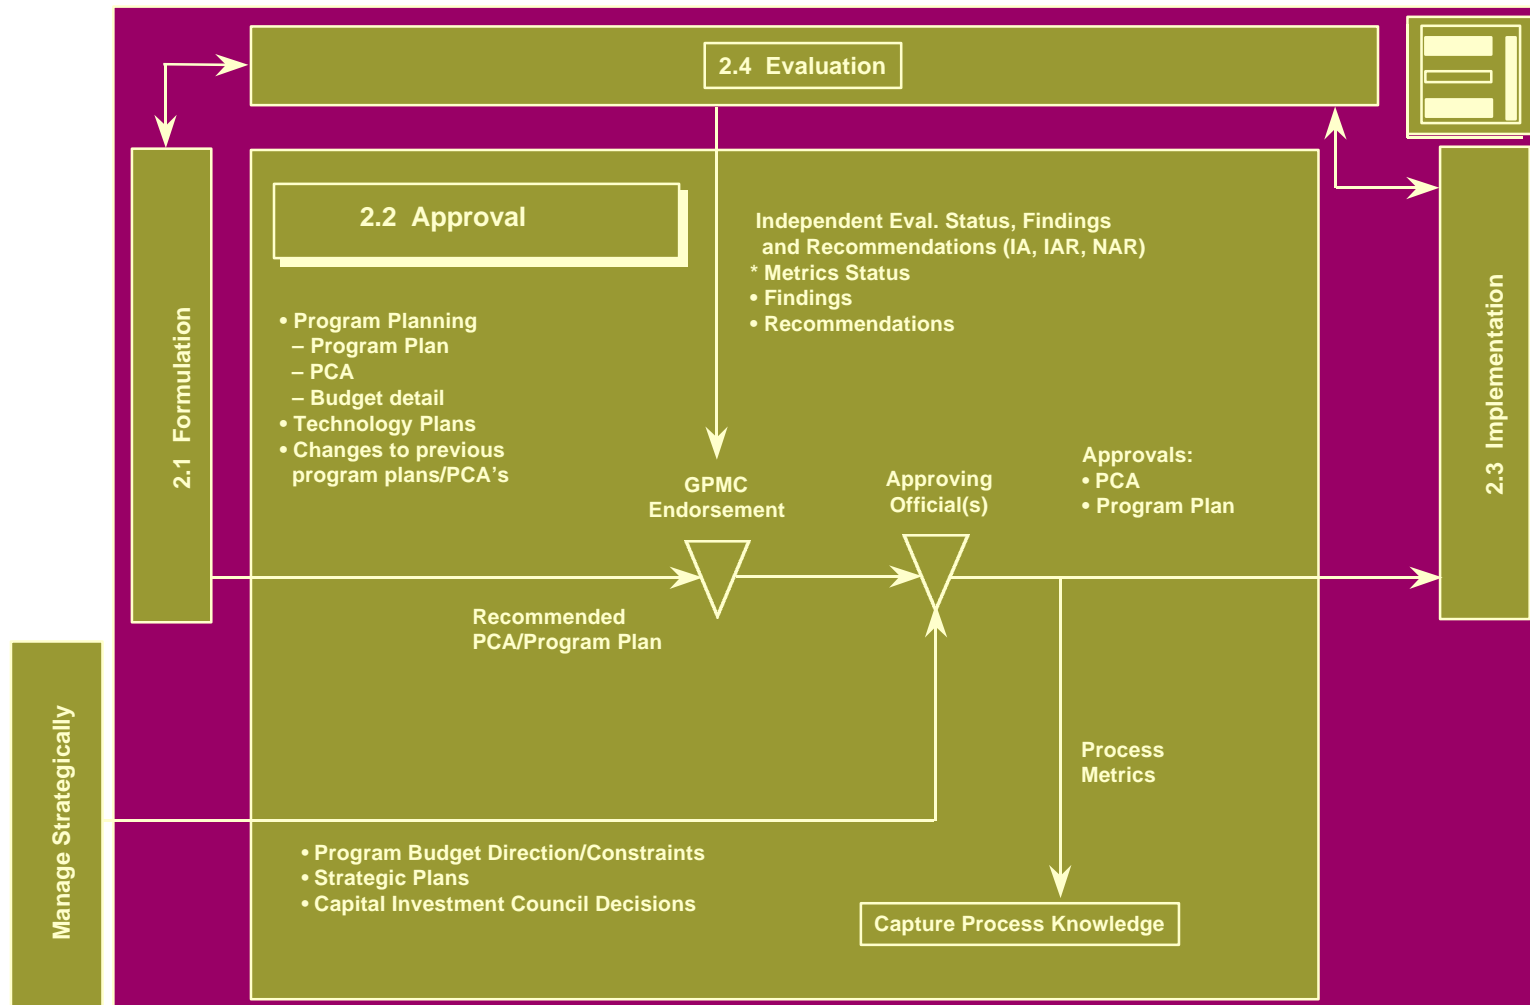 2.4 Evaluation
2.1 Formulation
2.2 Approval
Independent Eval. Status, Findings
and Recommendations (IA, IAR, NAR)
* Metrics Status
• Findings
• Recommendations
• Program Planning
– Program Plan
– PCA
– Budget detail
• Technology Plans
• Changes to previous
program plans/PCA's
GPMC
Endorsement
Approving
Official(s)
Approvals:
• PCA
• Program Plan
2.3 Implementation
Recommended
PCA/Program Plan
Manage Strategically
Process
Metrics
• Program Budget Direction/Constraints
• Strategic Plans
• Capital Investment Council Decisions
Capture Process Knowledge